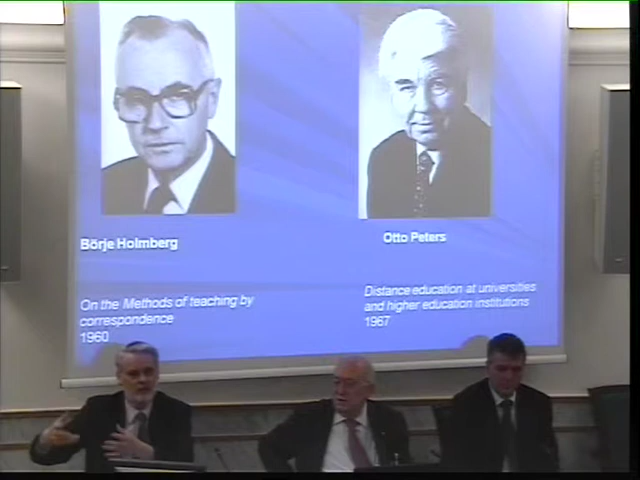 Börje Holmberg
Otto Peters
On the Methods of teaching by
correspondence
1960
Distance education at universities
and higher education institutions
1967